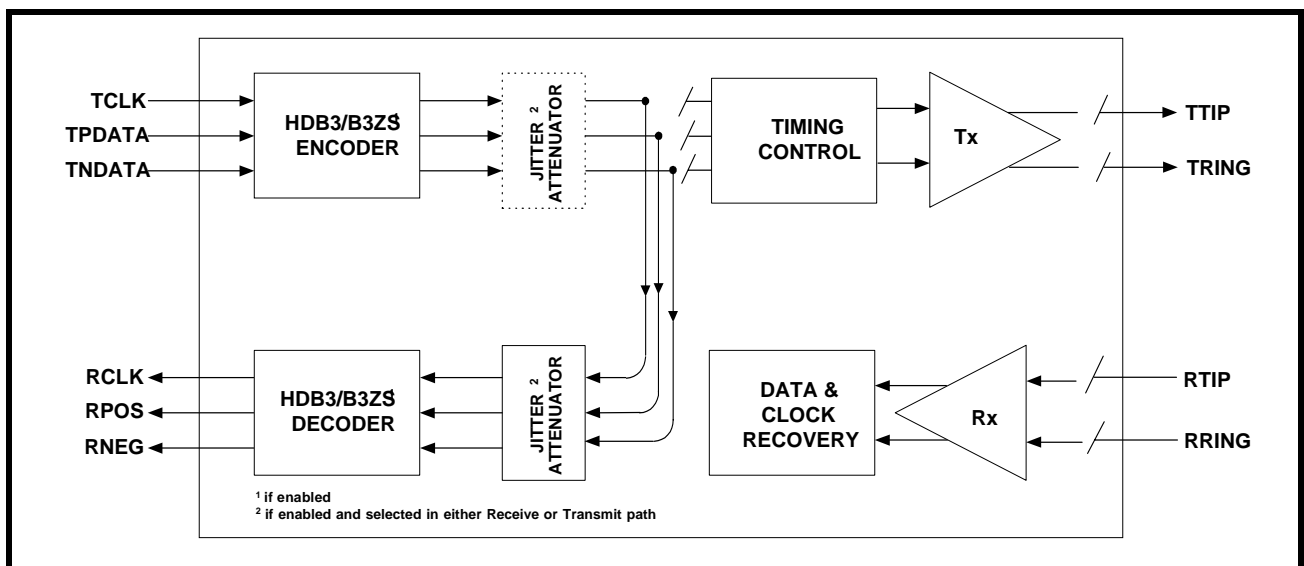 TCLK
TPDATA
TNDATA
HDB3/B3ZS1
ENCODER
JITTER 2
ATTENUATOR
TIMING
CONTROL
Tx
TTIP
TRING
RCLK
RPOS
RNEG
HDB3/B3ZS1
DECODER
JITTER 2
ATTENUATOR
DATA &
CLOCK
RECOVERY
Rx
RTIP
RRING
1 if enabled
2 if enabled and selected in either Receive or Transmit path